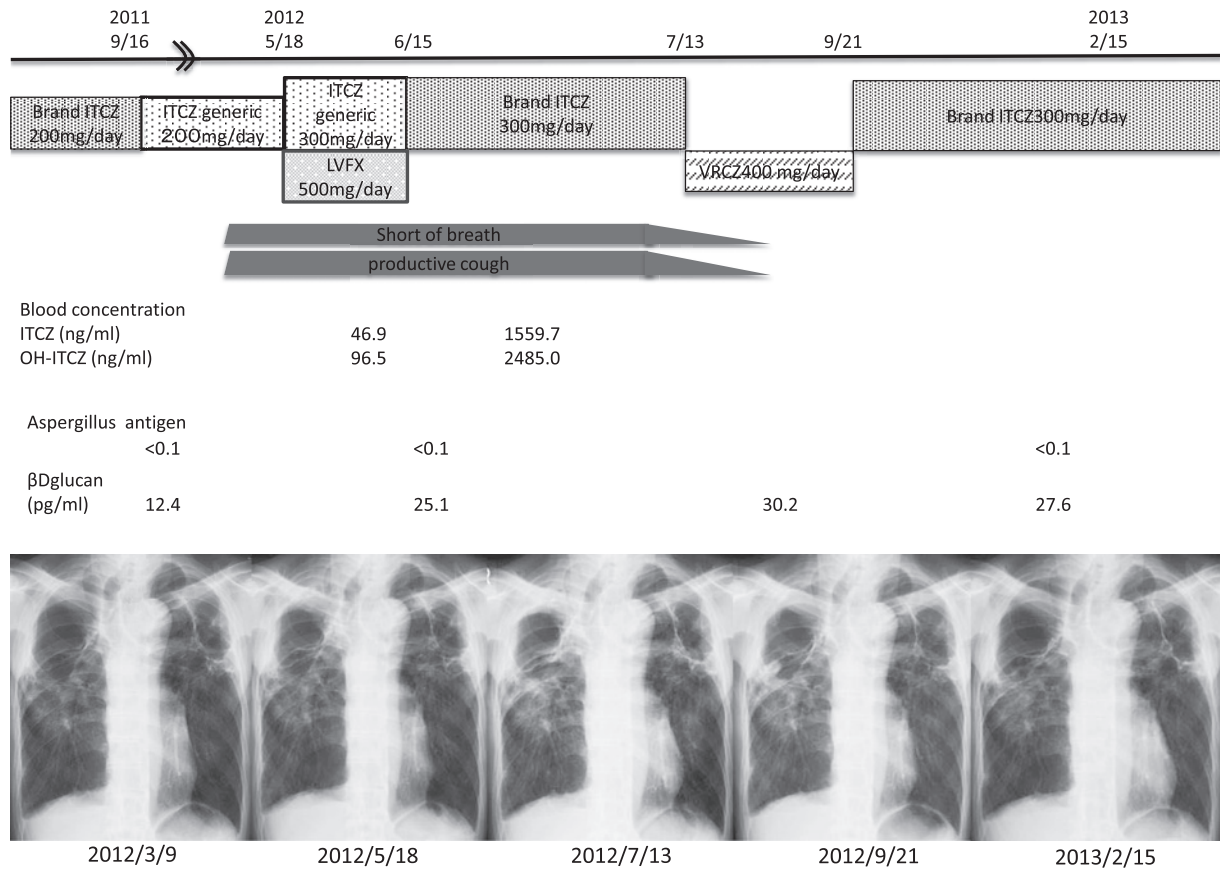 2011 2012 2013
9/16 5/18 6/15 7/13 9/21 2/15
Brand ITCZ
200mg/day
ITCZ generic
200mg/day
ITCZ
generic
300mg/day
LVFX
500mg/day
Brand ITCZ
300mg/day
VRCZ400 mg/day
Brand ITCZ300mg/day
Short of breath
productive cough
Blood concentration
ITCZ (ng/ml) 46.9 1559.7
OH-ITCZ (ng/ml) 96.5 2485.0
Aspergillus antigen
<0.1 <0.1 <0.1
βDglucan
(pg/ml) 12.4 25.1 30.2 27.6
2012/3/9 2012/5/18 2012/7/13 2012/9/21 2013/2/15